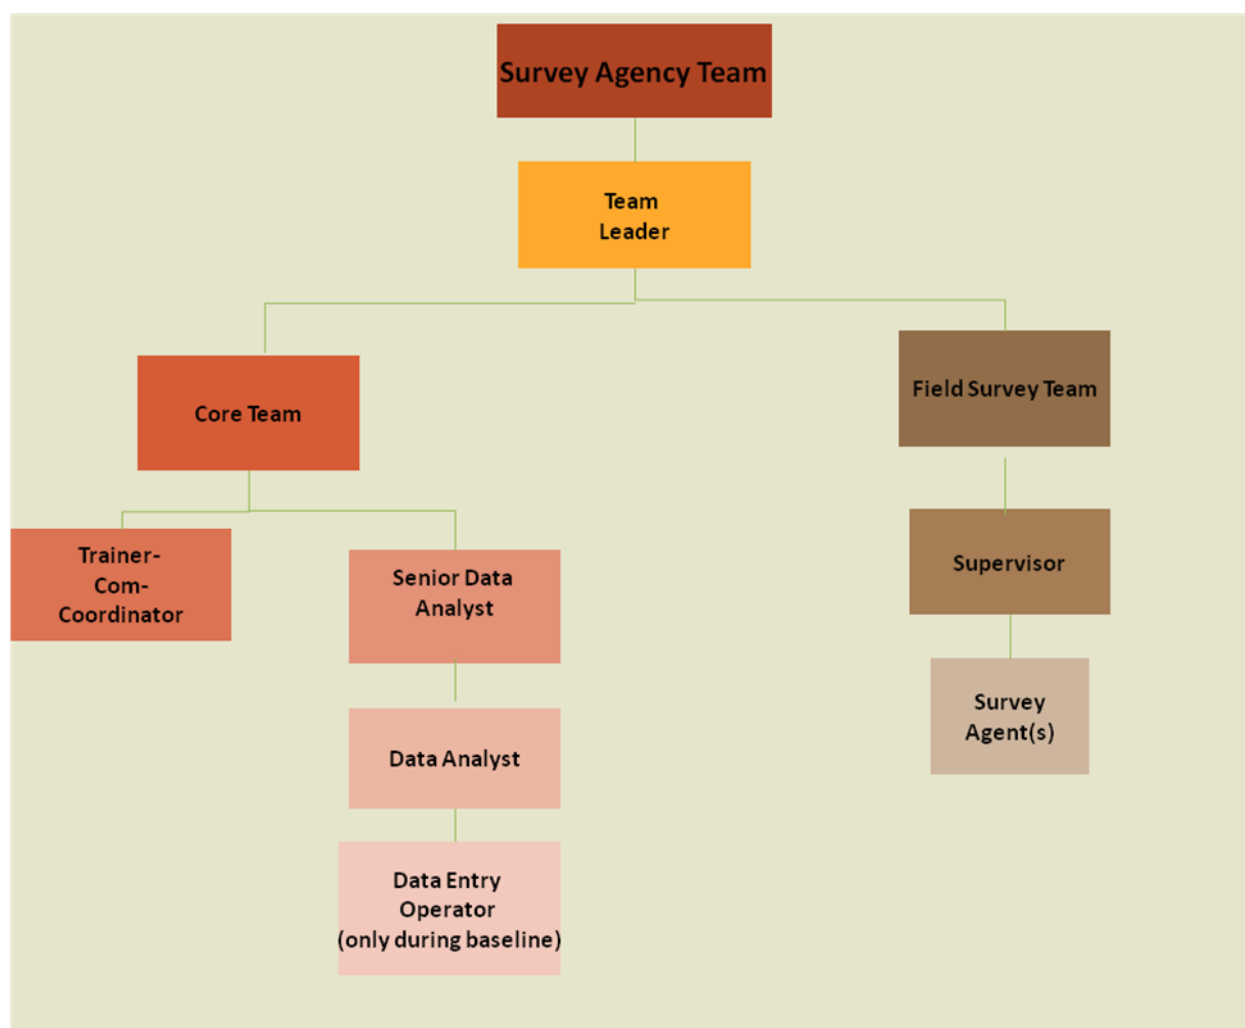 Survey Agency Team
Team
Leader
Core Team
Field Survey Team
Trainer-
Com-
Coordinator
Senior Data
Analyst
Supervisor
Data Analyst
Survey
Agent(s)
Data Entry
Operator
(only during baseline)